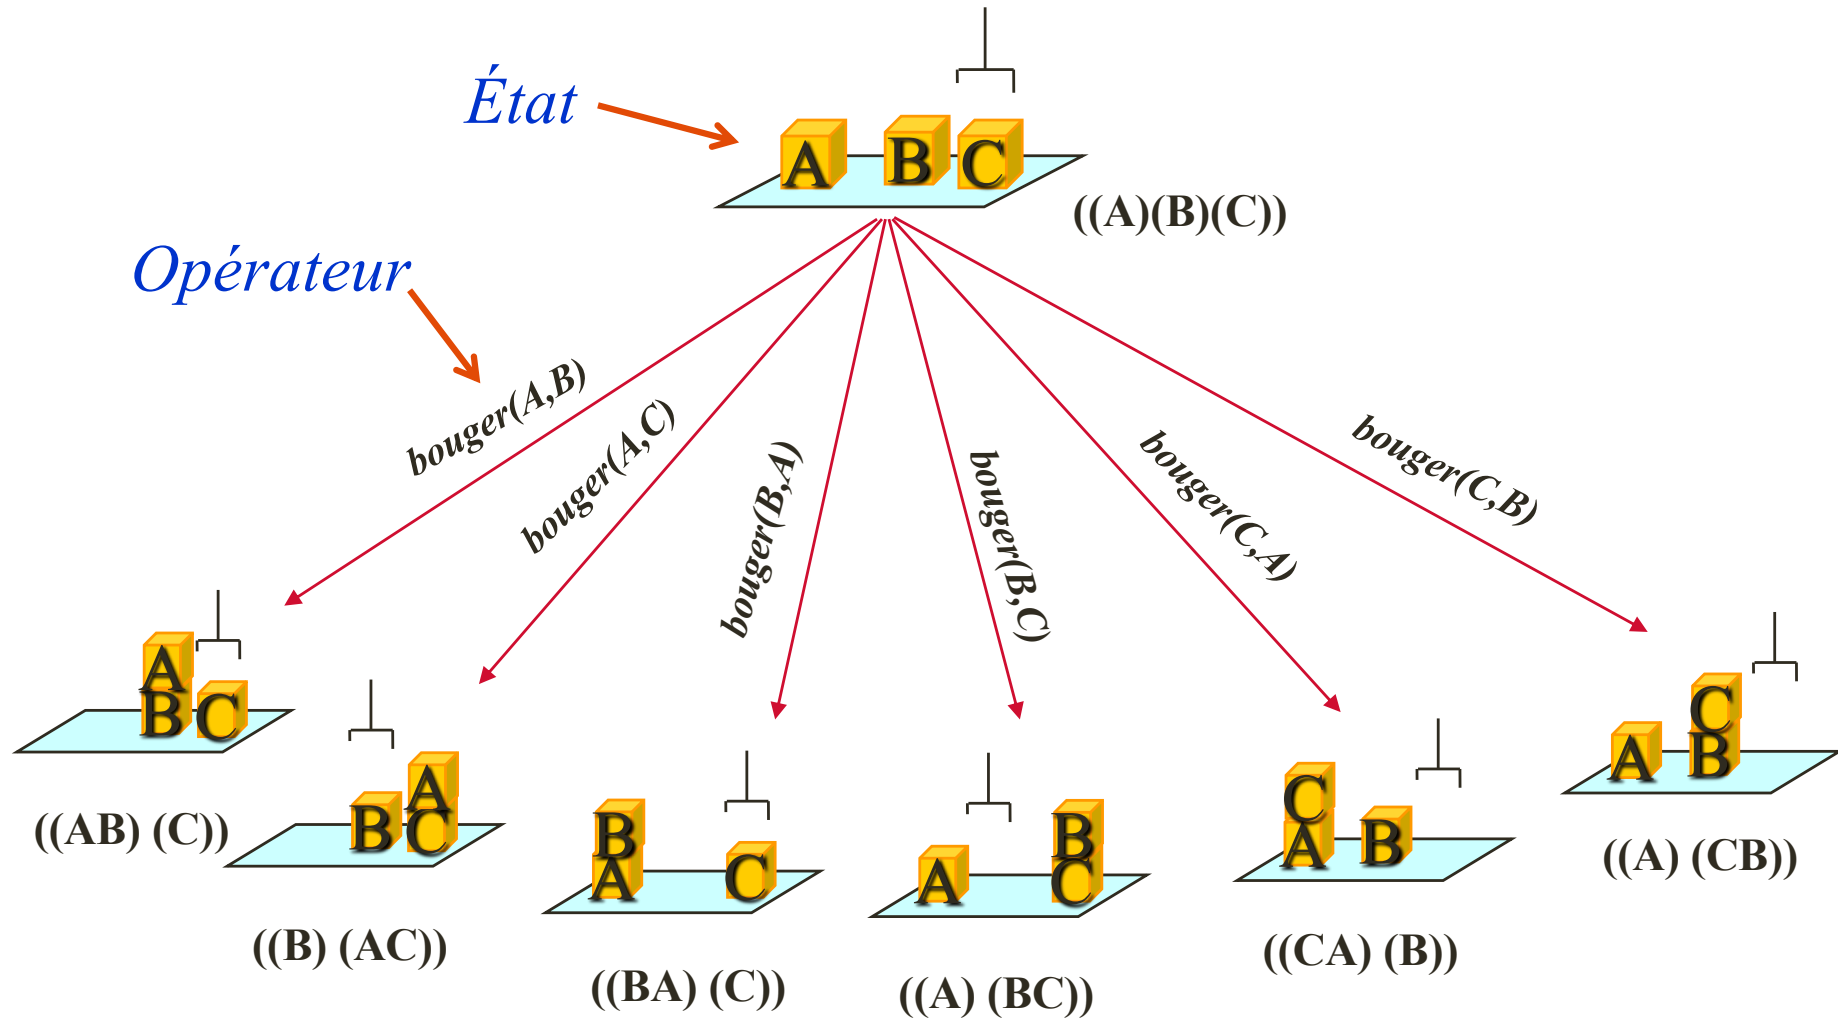 État
A B C
((A)(B)(C))
Opérateur
bouger(A,B)
bouger(A,C)
bouger(B,A)
bouger(B,C)
bouger(C,A)
bouger(C,B)
A
B C
((AB) (C))
A
B C
((B) (AC))
B
A C
((BA) (C))
B
A C
((A) (BC))
C
A B
((CA) (B))
C
A B
((A) (CB))